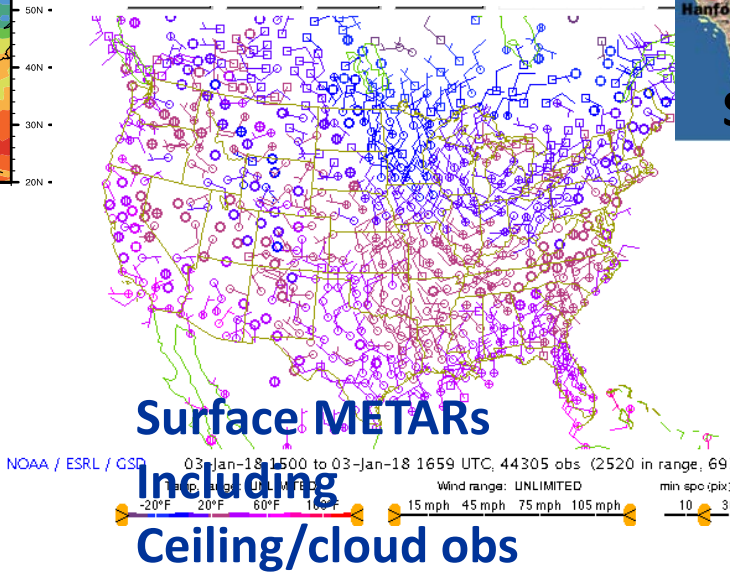 50N
40N
30N
20N
Hanfo
S
Surface METARs
NOAA / ESRL / GSD 03-Jan-18 1500 to 03-Jan-18 1659 UTC, 44305 obs (2520 in range, 69
Including
UNLIMITED Wind range: UNLIMITED min spc (pix)
-20°F 20°F 60°F 100°F 15 mph 45 mph 75 mph 105 mph 10 3
Ceiling/cloud obs